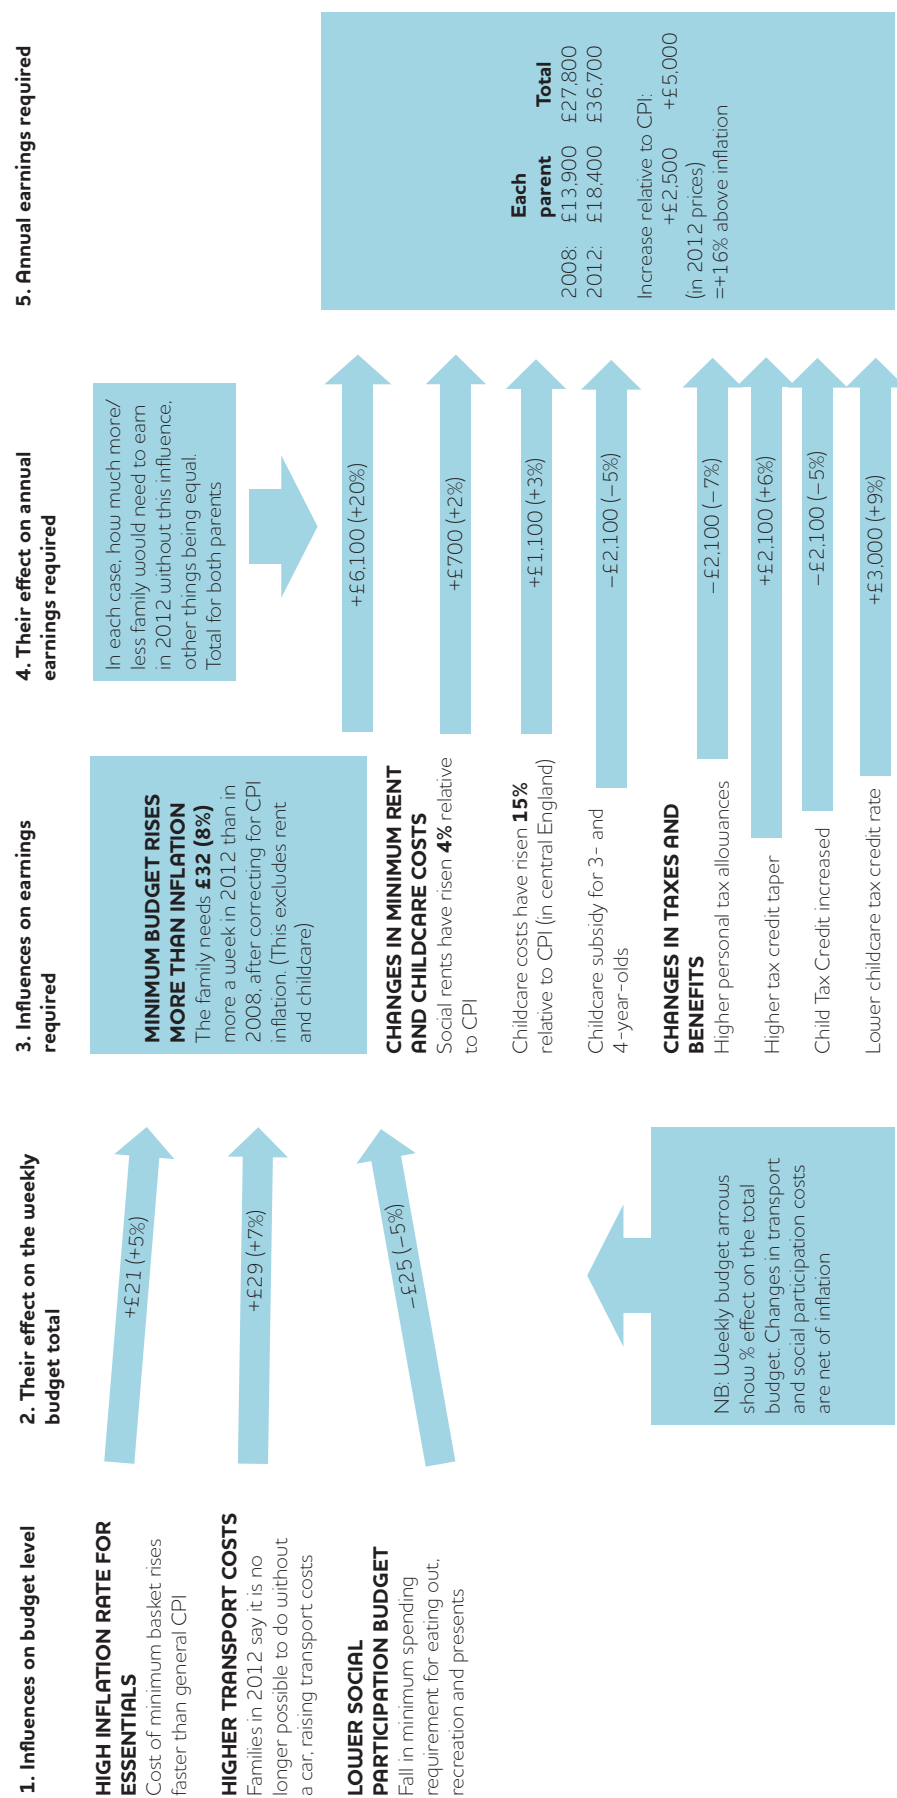 1. Influences on budget level
HIGH INFLATION RATE FOR
ESSENTIALS
Cost of minimum basket rises
faster than general CPI
HIGHER TRANSPORT COSTS
Families in 2012 say it is no
longer possible to do without
a car, raising transport costs
LOWER SOCIAL
PARTICIPATION BUDGET
Fall in minimum spending
requirement for eating out,
recreation and presents
2. Their effect on the weekly
budget total
+£21 (+5%)
+£29 (+7%)
–£25 (–5%)
NB: Weekly budget arrows
show % effect on the total
budget. Changes in transport
and social participation costs
are net of inflation
3. Influences on earnings
required
MINIMUM BUDGET RISES
MORE THAN INFLATION
The family needs £32 (8%)
more a week in 2012 than in
2008, after correcting for CPI
inflation. (This excludes rent
and childcare)
CHANGES IN MINIMUM RENT
AND CHILDCARE COSTS
Social rents have risen 4% relative
to CPI
Childcare costs have risen 15%
relative to CPI (in central England)
Childcare subsidy for 3- and
4-year-olds
CHANGES IN TAXES AND
BENEFITS
Higher personal tax allowances
Higher tax credit taper
Child Tax Credit increased
Lower childcare tax credit rate
4. Their effect on annual
earnings required
In each case, how much more/
less family would need to earn
in 2012 without this influence,
other things being equal.
Total for both parents
+£6,100 (+20%)
+£700 (+2%)
+£1,100 (+3%)
–£2,100 (–5%)
–£2,100 (–7%)
+£2,100 (+6%)
–£2,100 (–5%)
+£3,000 (+9%)
5. Annual earnings required
Each
parent Total
2008: £13,900 £27,800
2012: £18,400 £36,700
Increase relative to CPI:
+£2,500 +£5,000
(in 2012 prices)
=+16% above inflation